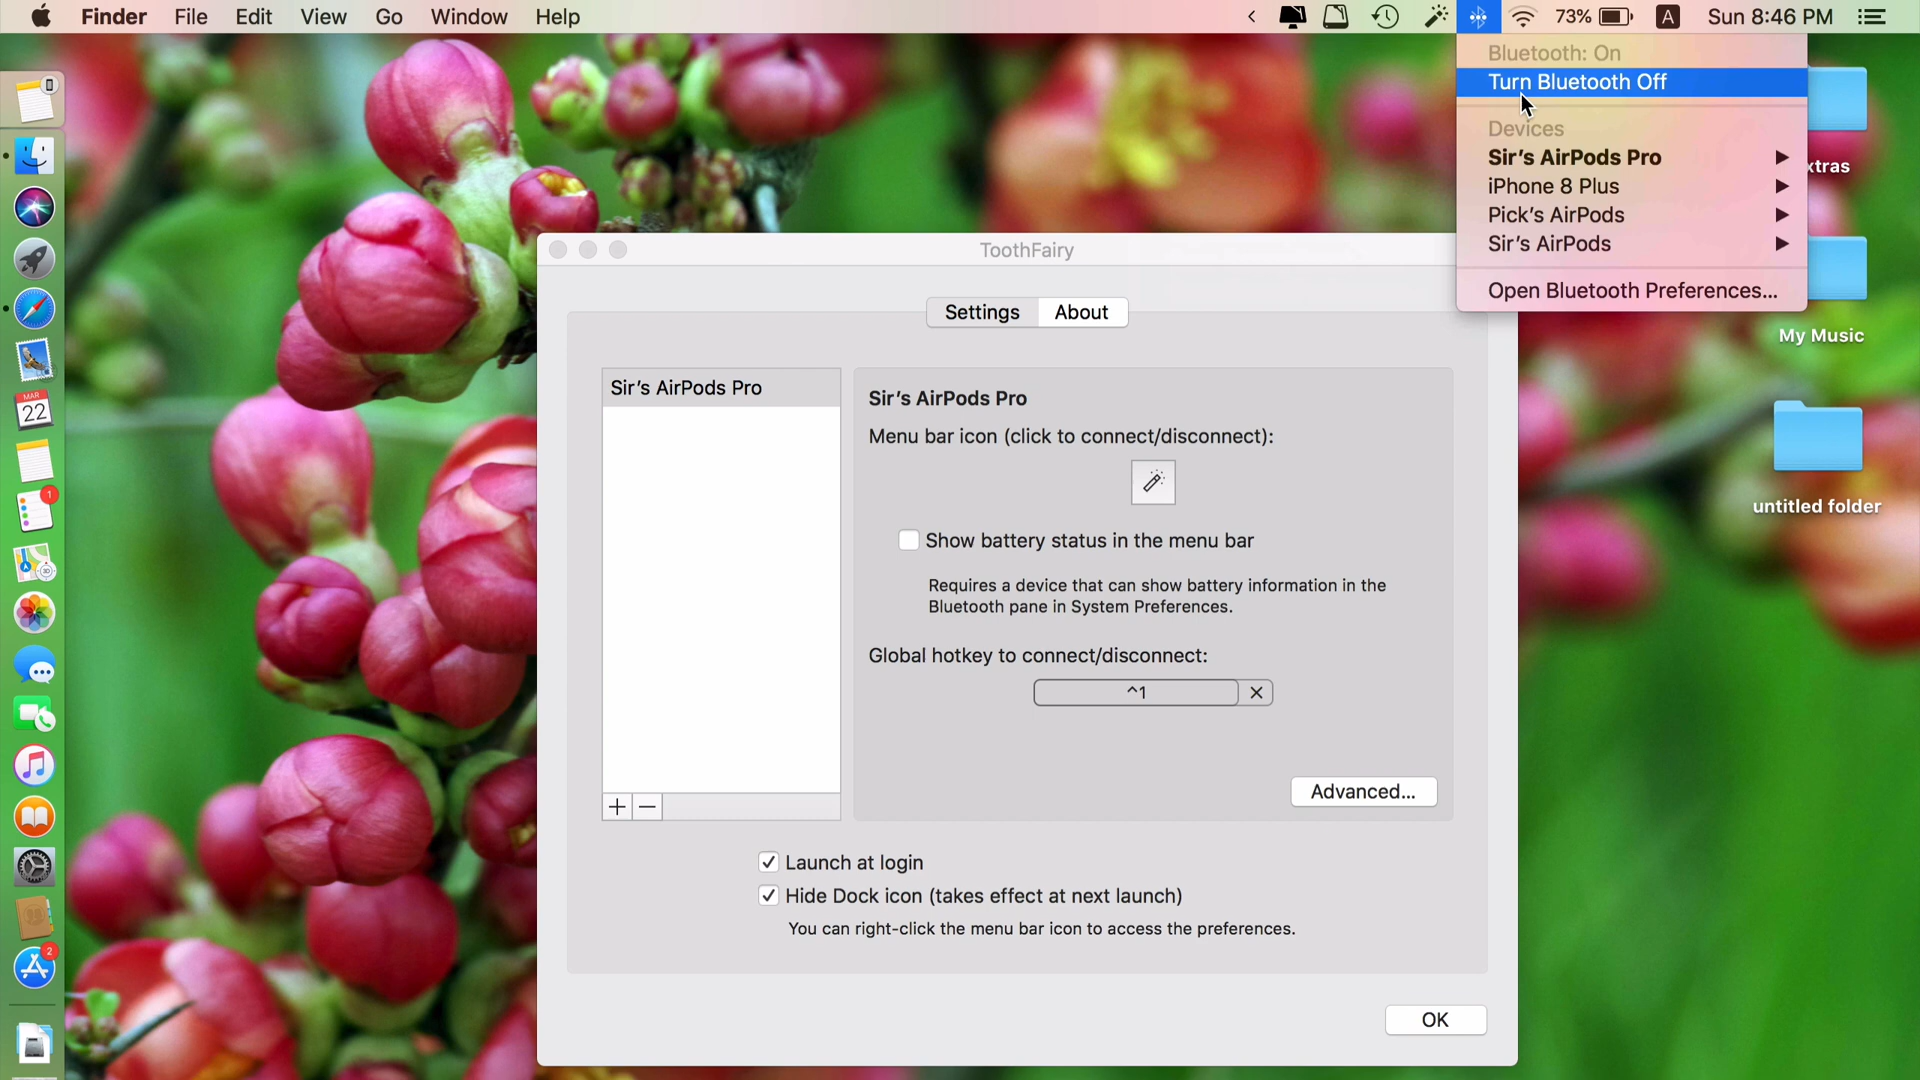 Finder File Edit View Go Window Help
73% A Sun 8:46 PM
Bluetooth: On
Turn Bluetooth Off
Devices
Sir's AirPods Pro
iPhone 8 Plus
Pick's AirPods
Sir's AirPods
Open Bluetooth Preferences...
xtras
My Music
untitled folder
MAR
22
1
3D
2
ToothFairy
Settings About
Sir's AirPods Pro
Sir's AirPods Pro
Menu bar icon (click to connect/disconnect):
Show battery status in the menu bar
Requires a device that can show battery information in the
Bluetooth pane in System Preferences.
Global hotkey to connect/disconnect:
^1
Advanced...
Launch at login
Hide Dock icon (takes effect at next launch)
You can right-click the menu bar icon to access the preferences.
OK